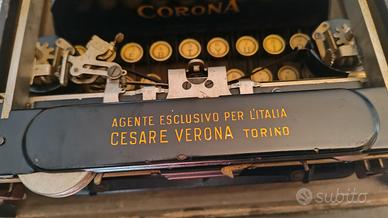 CORONA
AGENTE ESCLUSIVO PER L'ITALIA
CESARE VERONA TORINO
subito